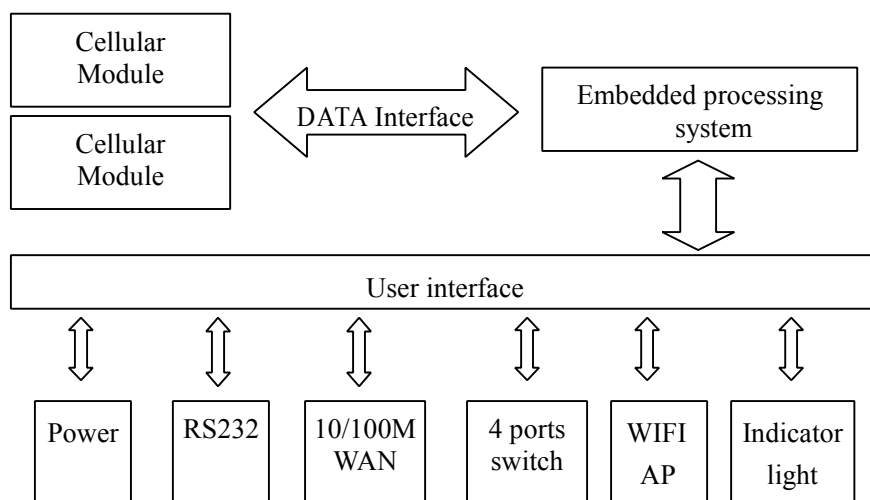 Cellular
Module
Cellular
Module
DATA Interface
Embedded processing
system
User interface
Power
RS232
10/100M
WAN
4 ports
switch
WIFI
AP
Indicator
light